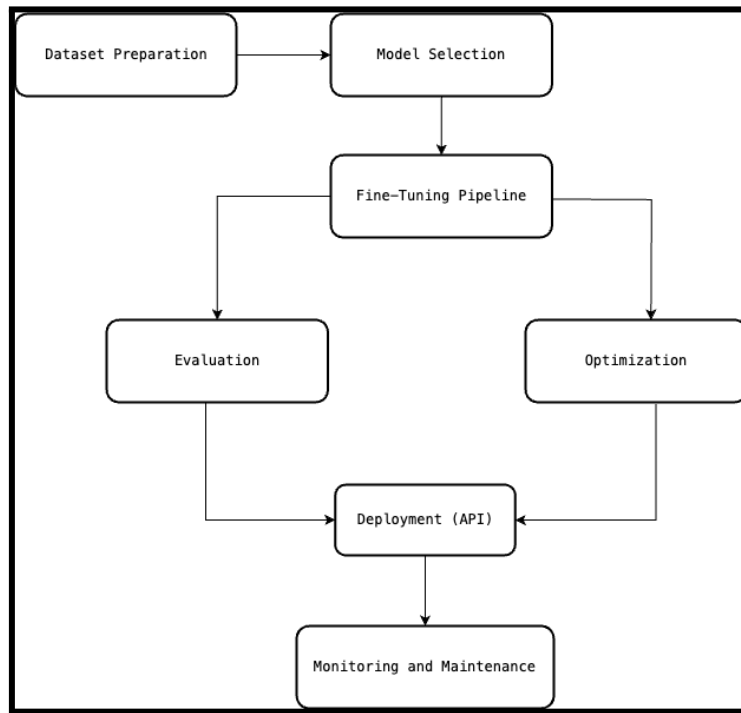 Dataset Preparation
Model Selection
Fine-Tuning Pipeline
Evaluation
Optimization
Deployment (API)
Monitoring and Maintenance